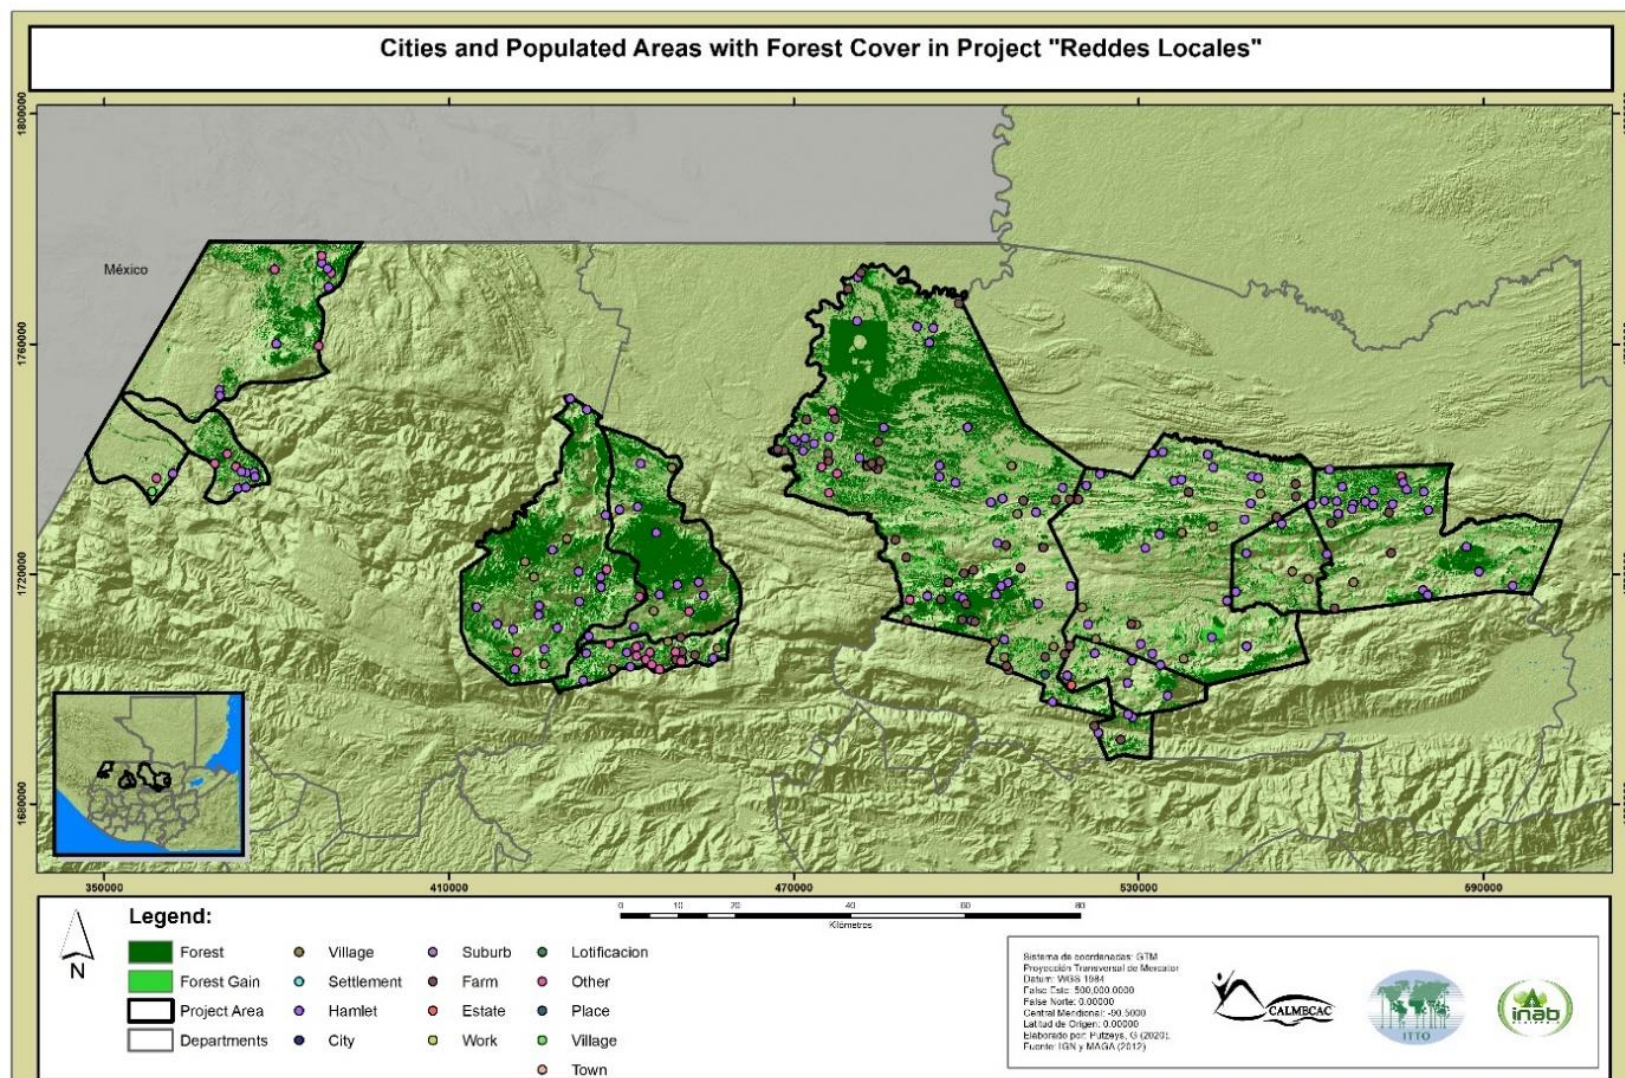 Cities and Populated Areas with Forest Cover in Project "Reddes Locales"
1800000
1760000
1720000
1680000
México
350000
410000
470000
530000
590000
Legend:
N
Forest
Forest Gain
Project Area
Departments
Village
Settlement
Hamlet
City
Suburb
Farm
Estate
Work
Lotificacion
Other
Place
Village
Town
0 10 20 40 60 80
Kilómetros
Sistema de coordenadas: GTM
Proyección Transversal de Mercator
Datum: WGS 1984
False Este: 500,000.0000
False Norte: 0.00000
Central Meridional: -90.5000
Latitud de Origen: 0.00000
Elaborado por: Putzeys, G (2020).
Fuente: IGN y MAGA (2012)
CALMECAC
ITTO
inab